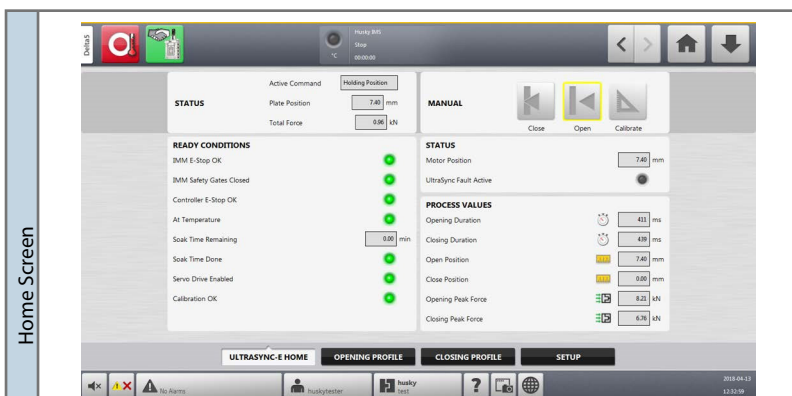 Home Screen
Delta5
Husky IMS
Stop
°C 00:00:00
STATUS
Active Command Holding Position
Plate Position 7.40 mm
Total Force 0.96 kN
MANUAL
Close Open Calibrate
READY CONDITIONS
IMM E-Stop OK
IMM Safety Gates Closed
Controller E-Stop OK
At Temperature
Soak Time Remaining 0.00 min
Soak Time Done
Servo Drive Enabled
Calibration OK
STATUS
Motor Position 7.40 mm
UltraSync Fault Active
PROCESS VALUES
Opening Duration 411 ms
Closing Duration 439 ms
Open Position 7.40 mm
Close Position 0.00 mm
Opening Peak Force 8.21 kN
Closing Peak Force 6.76 kN
ULTRASYNC-E HOME OPENING PROFILE CLOSING PROFILE SETUP
No Alarms
huskytester
husky
test
?
2018-04-13
12:32:59